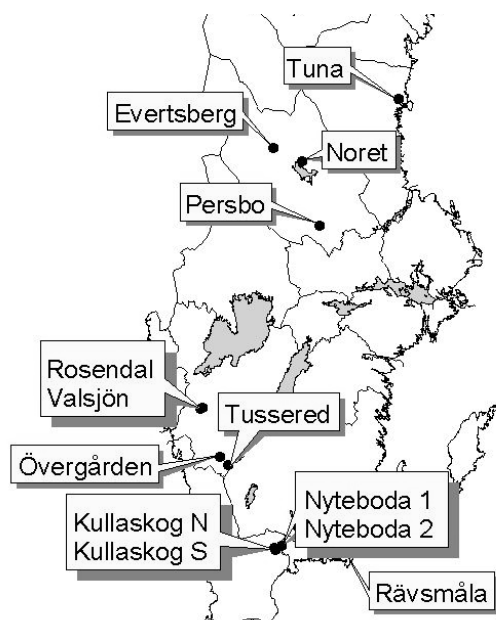 Tuna
Evertsberg
Noret
Persbo
Rosendal
Valsjön
Tussered
Övergården
Nyteboda 1
Nyteboda 2
Kullaskog N
Kullaskog S
Rävsmåla